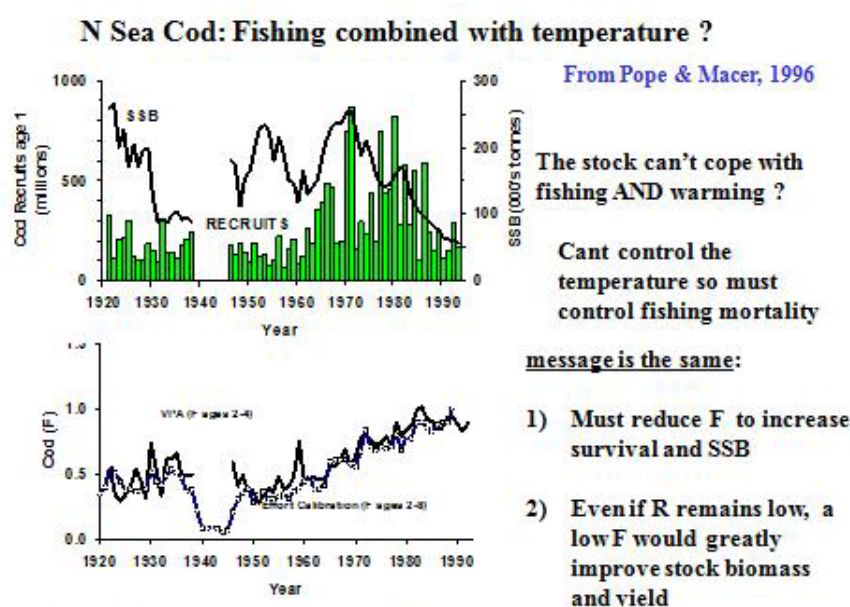 N Sea Cod: Fishing combined with temperature ?
From Pope & Macer, 1996
Cod Recruits age 1
(millions)
1000
500
0
SSB
RECRUITS
300
200
100
0
SSB (000's tonnes)
1920 1930 1940 1950 1960 1970 1980 1990
Year
The stock can't cope with
fishing AND warming ?
Cant control the
temperature so must
control fishing mortality
message is the same:
1) Must reduce F to increase
survival and SSB
2) Even if R remains low, a
low F would greatly
improve stock biomass
and yield
Cod (F)
1.5
1.0
0.5
0.0
VPA (F ages 2-4)
Effort Calibration (F ages 2-8)
1920 1930 1940 1950 1960 1970 1980 1990
Year